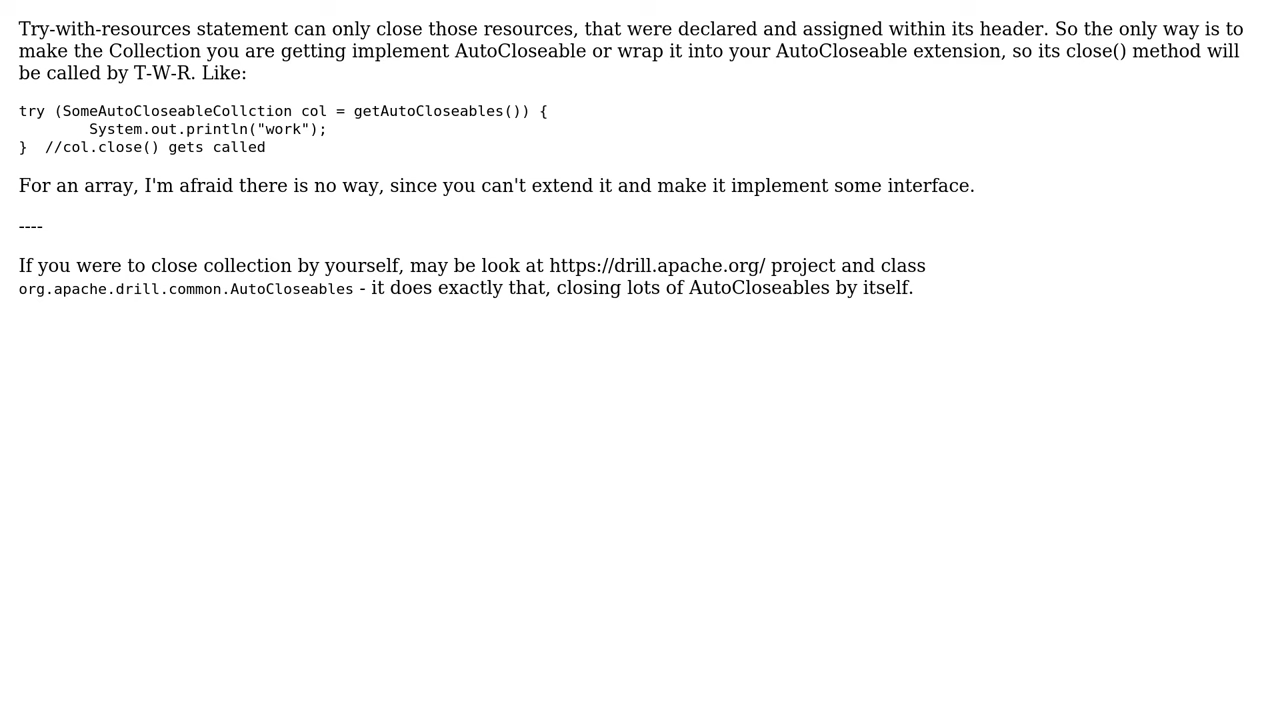 Try-with-resources statement can only close those resources, that were declared and assigned within its header. So the only way is to
make the Collection you are getting implement AutoCloseable or wrap it into your AutoCloseable extension, so its close() method will
be called by T-W-R. Like:
try (SomeAutoCloseableCollction col = getAutoCloseables()) {
        System.out.println("work");
}  //col.close() gets called
For an array, I'm afraid there is no way, since you can't extend it and make it implement some interface.
----
If you were to close collection by yourself, may be look at https://drill.apache.org/ project and class
org.apache.drill.common.AutoCloseables - it does exactly that, closing lots of AutoCloseables by itself.